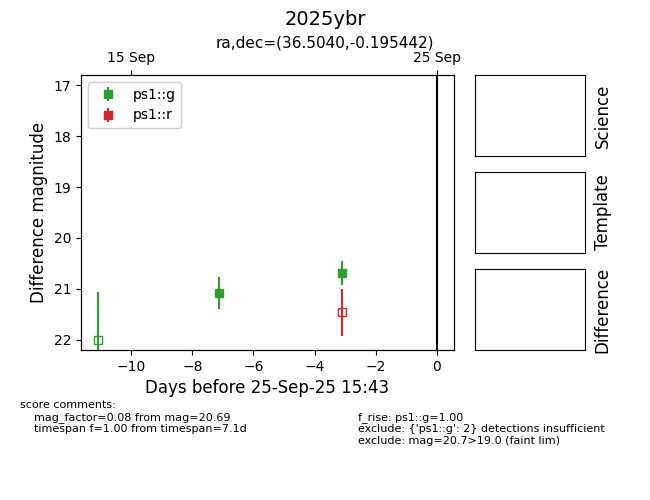 2025ybr
ra,dec=(36.5040,-0.195442)
15 Sep
25 Sep
ps1::g
ps1::r
17
18
19
20
21
22
Difference magnitude
−10
−8
−6
−4
−2
0
Days before 25-Sep-25 15:43
Science
Template
Difference
score comments:
mag_factor=0.08 from mag=20.69
timespan f=1.00 from timespan=7.1d
f_rise: ps1::g=1.00
exclude: {'ps1::g': 2} detections insufficient
exclude: mag=20.7>19.0 (faint lim)